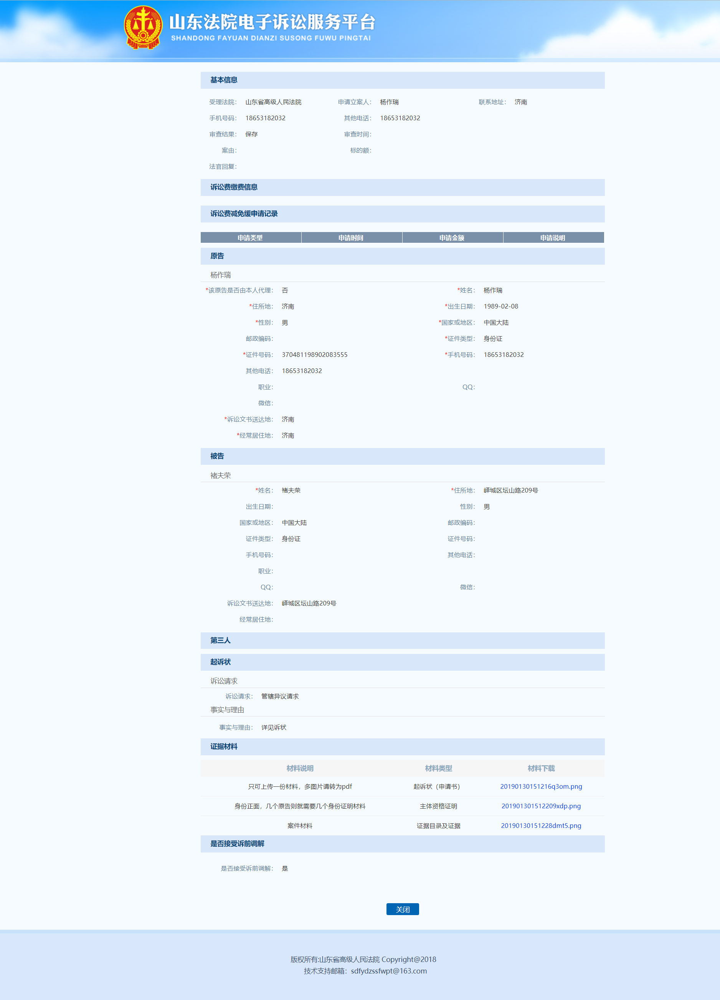 山东法院电子诉讼服务平台
SHANDONG FAYUAN DIANZI SUSONG FUWU PINGTAI
基本信息
受理法院： 山东省高级人民法院 申请立案人： 杨作瑞 联系地址： 济南
手机号码： 18653182032 其他电话： 18653182032
审查结果： 保存 审查时间：
案由： 标的额：
法官回复：
诉讼费缴费信息
诉讼费减免缓申请记录
申请类型 申请时间 申请金额 申请说明
原告
杨作瑞
*该原告是否由本人代理： 否 *姓名： 杨作瑞
*住所地： 济南 *出生日期： 1989-02-08
*性别： 男 *国家或地区： 中国大陆
邮政编码： *证件类型： 身份证
*证件号码： 370481198902083555 *手机号码： 18653182032
其他电话： 18653182032
职业： QQ：
微信：
*诉讼文书送达地： 济南
*经常居住地： 济南
被告
褚夫荣
*姓名： 褚夫荣 *住所地： 峄城区坛山路209号
出生日期： 性别： 男
国家或地区： 中国大陆 邮政编码：
证件类型： 身份证 证件号码：
手机号码： 其他电话：
职业：
QQ： 微信：
诉讼文书送达地： 峄城区坛山路209号
经常居住地：
第三人
起诉状
诉讼请求
诉讼请求： 管辖异议请求
事实与理由
事实与理由： 详见诉状
证据材料
材料说明 材料类型 材料下载
只可上传一份材料，多图片请转为pdf 起诉状（申请书） 20190130151216q3om.png
身份正面，几个原告则就需要几个身份证明材料 主体资格证明 201901301512209xdp.png
案件材料 证据目录及证据 20190130151228dmt5.png
是否接受诉前调解
是否接受诉前调解： 是
关闭
版权所有:山东省高级人民法院 Copyright@2018
技术支持邮箱：sdfydzssfwpt@163.com